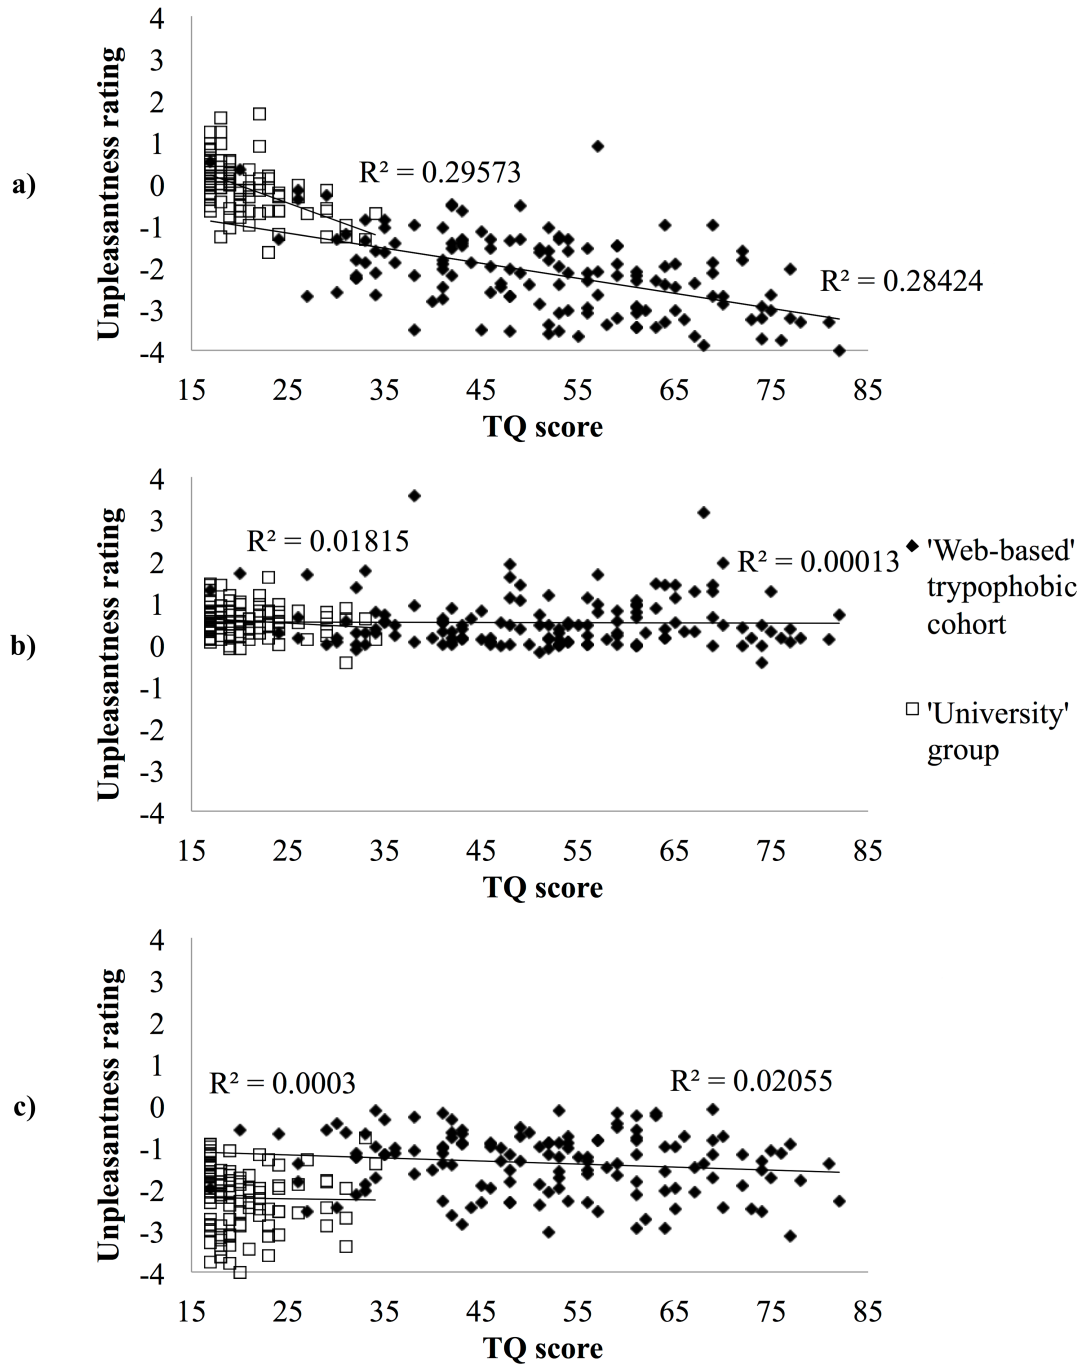 a)
Unpleasantness rating
4
3
2
1
0
-1
-2
-3
-4
R² = 0.29573
R² = 0.28424
15 25 35 45 55 65 75 85
TQ score
b)
Unpleasantness rating
4
3
2
1
0
-1
-2
-3
-4
R² = 0.01815
R² = 0.00013
15 25 35 45 55 65 75 85
TQ score
'Web-based'
trypophobic
cohort
'University'
group
c)
Unpleasantness rating
4
3
2
1
0
-1
-2
-3
-4
R² = 0.0003
R² = 0.02055
15 25 35 45 55 65 75 85
TQ score